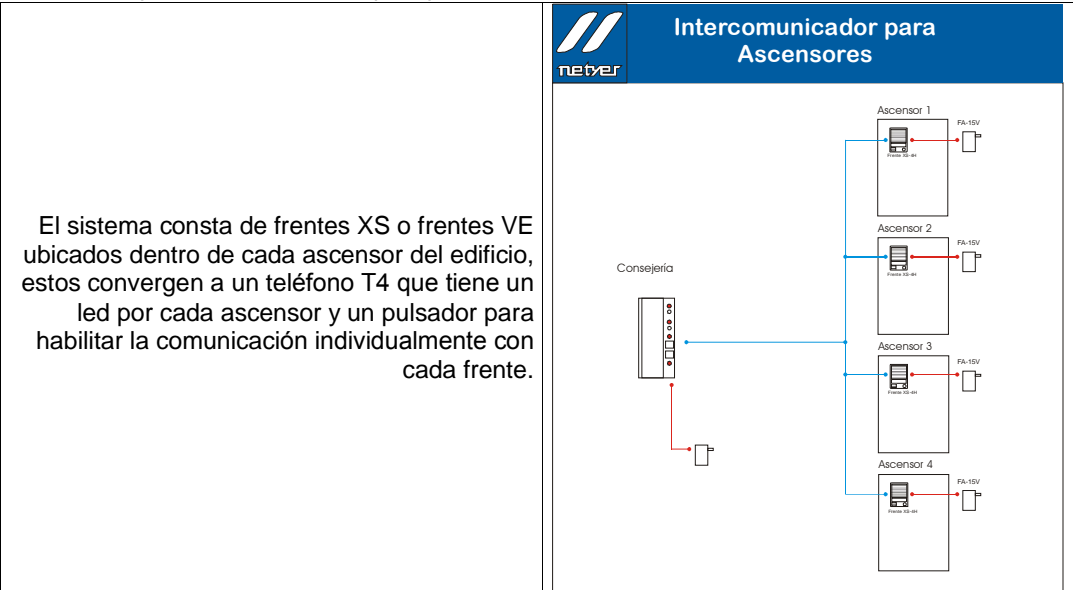 El sistema consta de frentes XS o frentes VE
ubicados dentro de cada ascensor del edificio,
estos convergen a un teléfono T4 que tiene un
led por cada ascensor y un pulsador para
habilitar la comunicación individualmente con
cada frente.
netyer
Intercomunicador para
Ascensores
Consejería
Ascensor 1
FA-15V
Frente XS-4H
Ascensor 2
FA-15V
Frente XS-4H
Ascensor 3
FA-15V
Frente XS-4H
Ascensor 4
FA-15V
Frente XS-4H